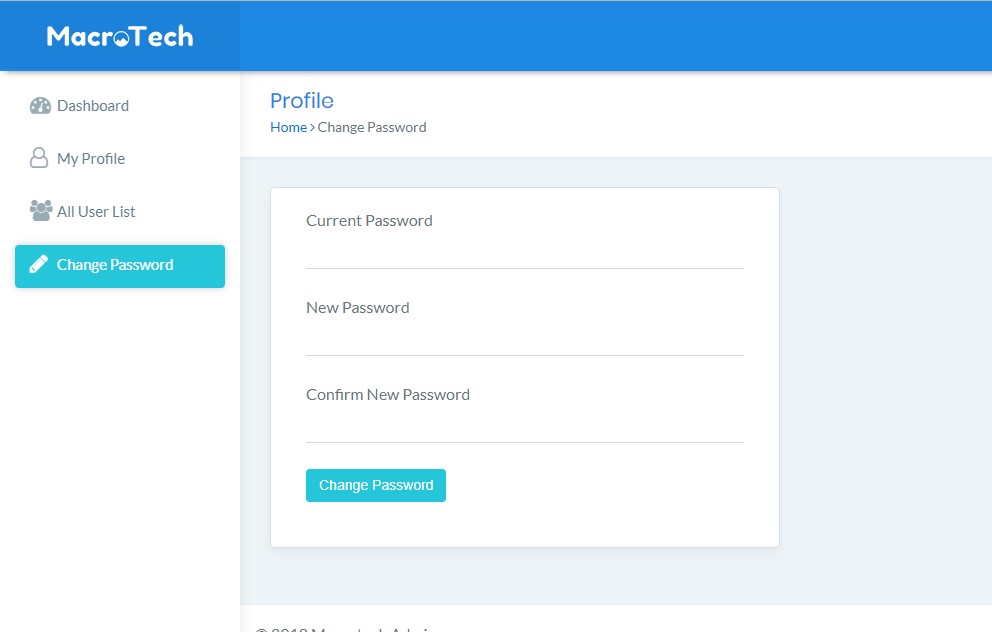 MacroTech
Dashboard
My Profile
All User List
Change Password
Profile
Home › Change Password
Current Password
New Password
Confirm New Password
Change Password
© 2018